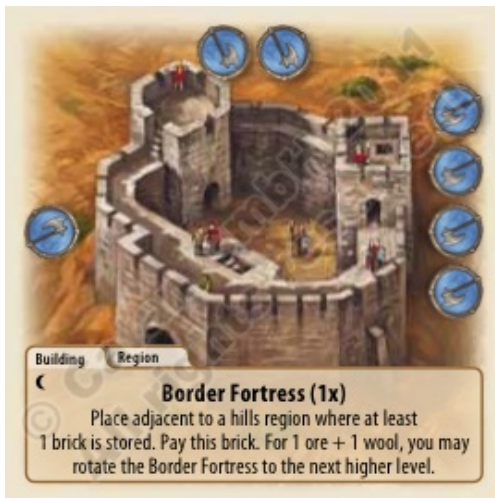 Building Region
Border Fortress (1x)
Place adjacent to a hills region where at least
1 brick is stored. Pay this brick. For 1 ore + 1 wool, you may
rotate the Border Fortress to the next higher level.